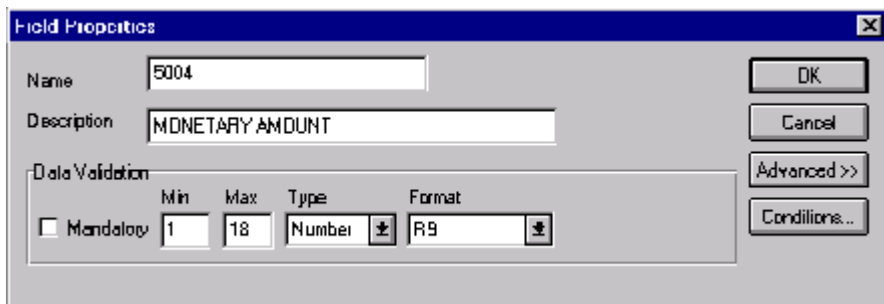 Field Properties
Name 5004 OK
Description MONETARY AMOUNT Cancel
Data Validation Advanced >>
Min Max Type Format
Mandatory 1 18 Number R9 Conditions...